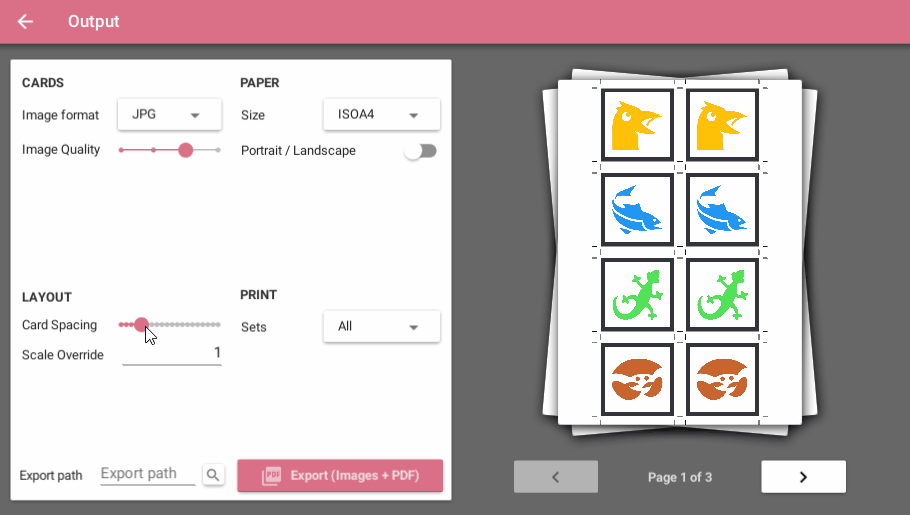 Output
CARDS
Image format
JPG
Image Quality
PAPER
Size
ISOA4
Portrait / Landscape
LAYOUT
Card Spacing
Scale Override
1
PRINT
Sets
All
Export path
Export path
PDF
Export (Images + PDF)
Page 1 of 3